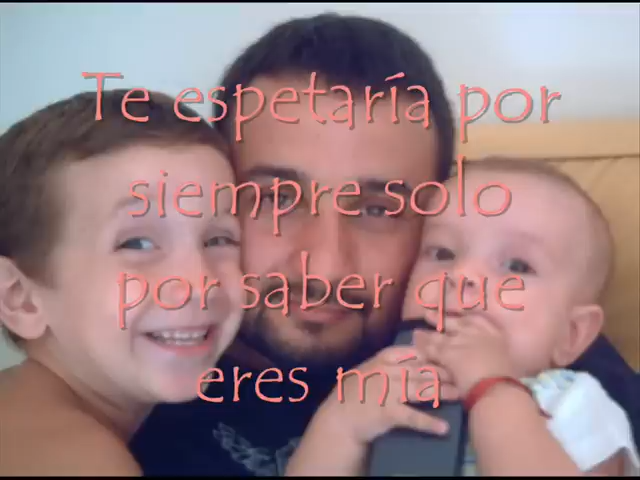 Te espetaría por
siempre solo
por saber que
eres mía